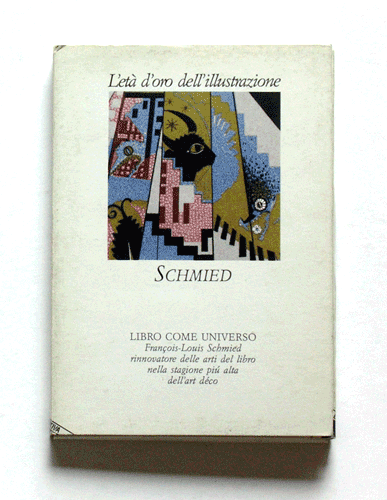 L'età d'oro dell'illustrazione
SCHMIED
LIBRO COME UNIVERSO
François-Louis Schmied
rinnovatore delle arti del libro
nella stagione piú alta
dell'art déco